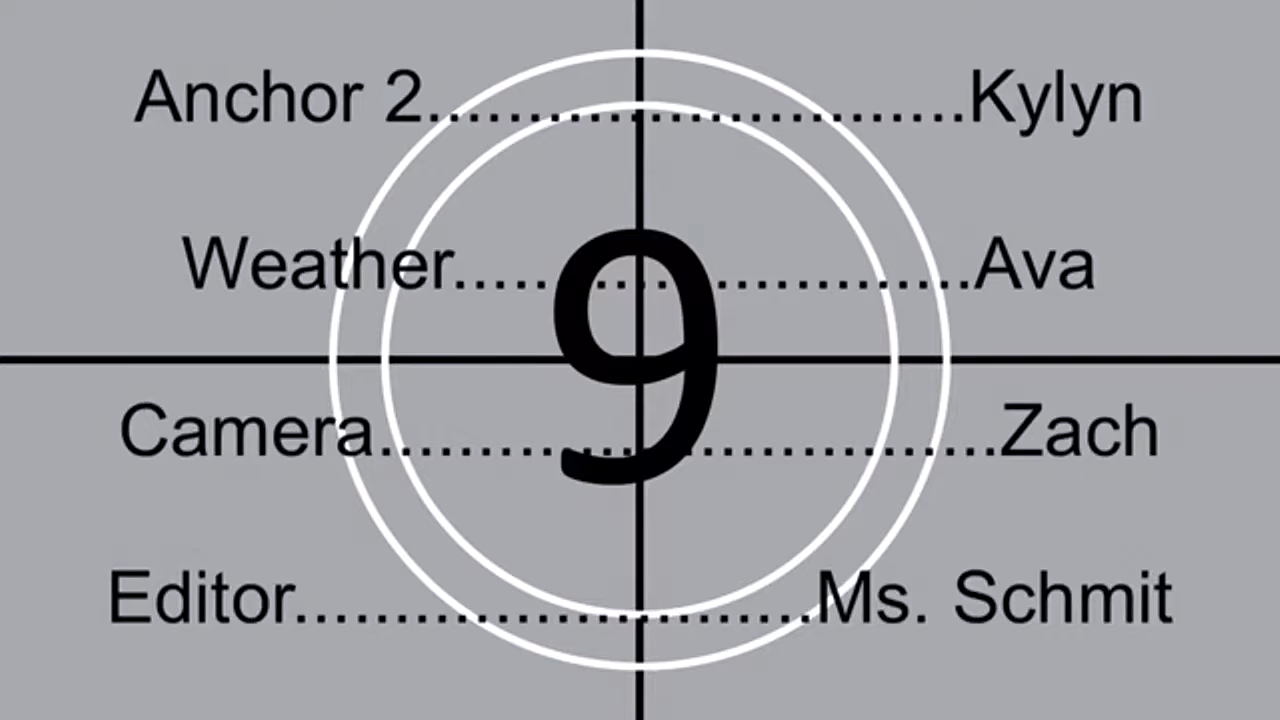 Anchor 2...........................Kylyn
Weather..........................Ava
9
Camera...............................Zach
Editor..........................Ms. Schmit